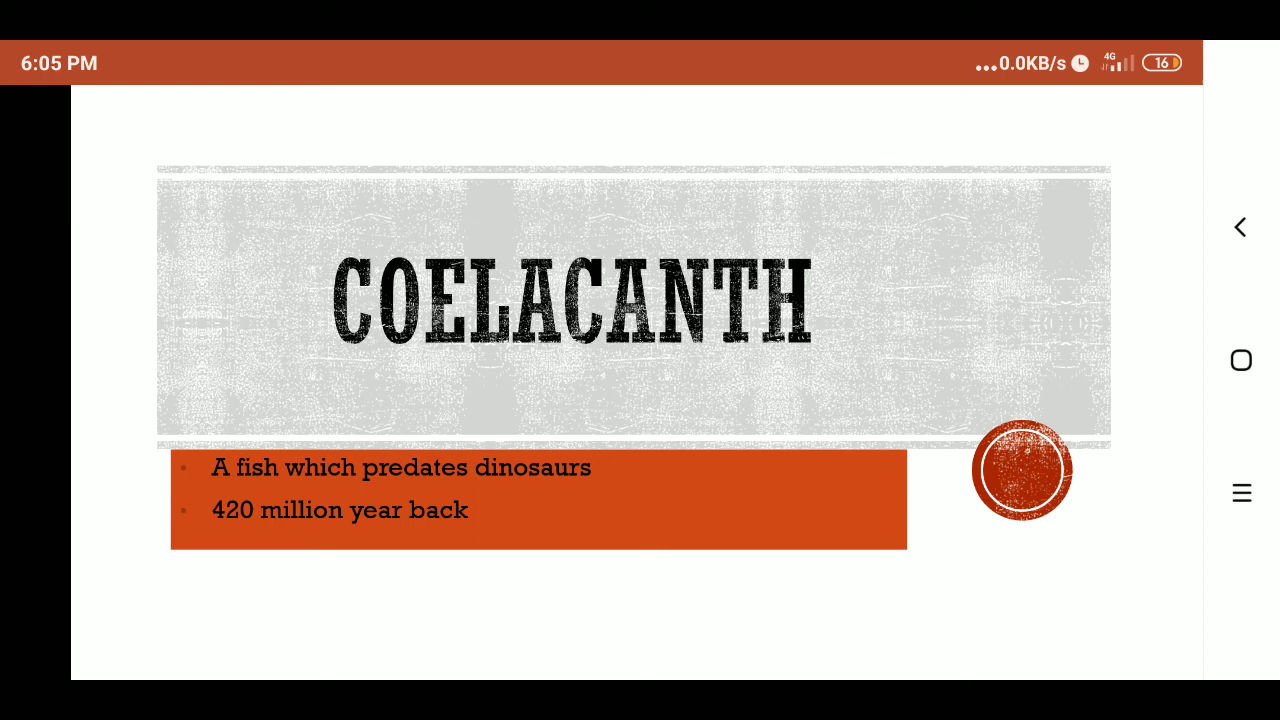 6:05 PM
...0.0KB/s 4G 16
COELACANTH
• A fish which predates dinosaurs
• 420 million year back